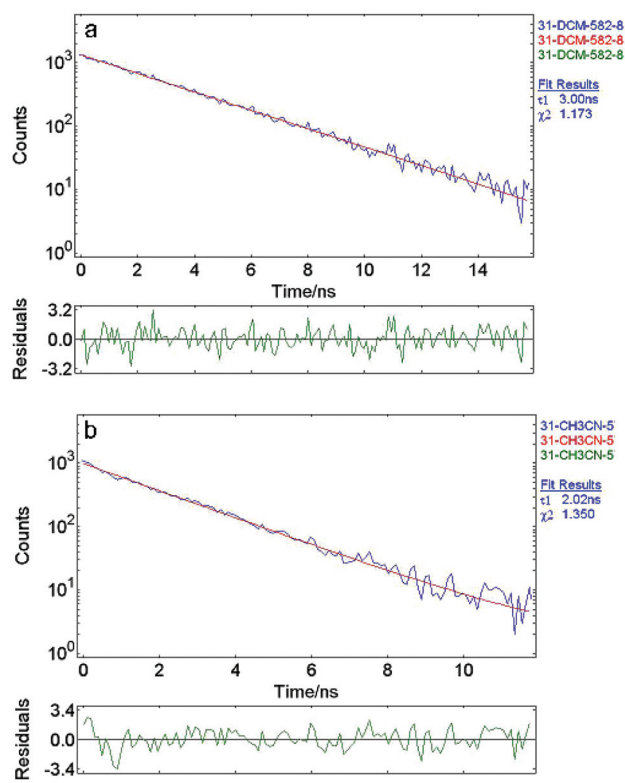 a
31-DCM-582-8
31-DCM-582-8
31-DCM-582-8
Fit Results
τ1 3.00ns
χ2 1.173
Counts
10³
10²
10¹
10⁰
0 2 4 6 8 10 12 14
Time/ns
Residuals
3.2
0.0
-3.2
b
31-CH3CN-5
31-CH3CN-5
31-CH3CN-5
Fit Results
τ1 2.02ns
χ2 1.350
Counts
10³
10²
10¹
10⁰
0 2 4 6 8 10
Time/ns
Residuals
3.4
0.0
-3.4